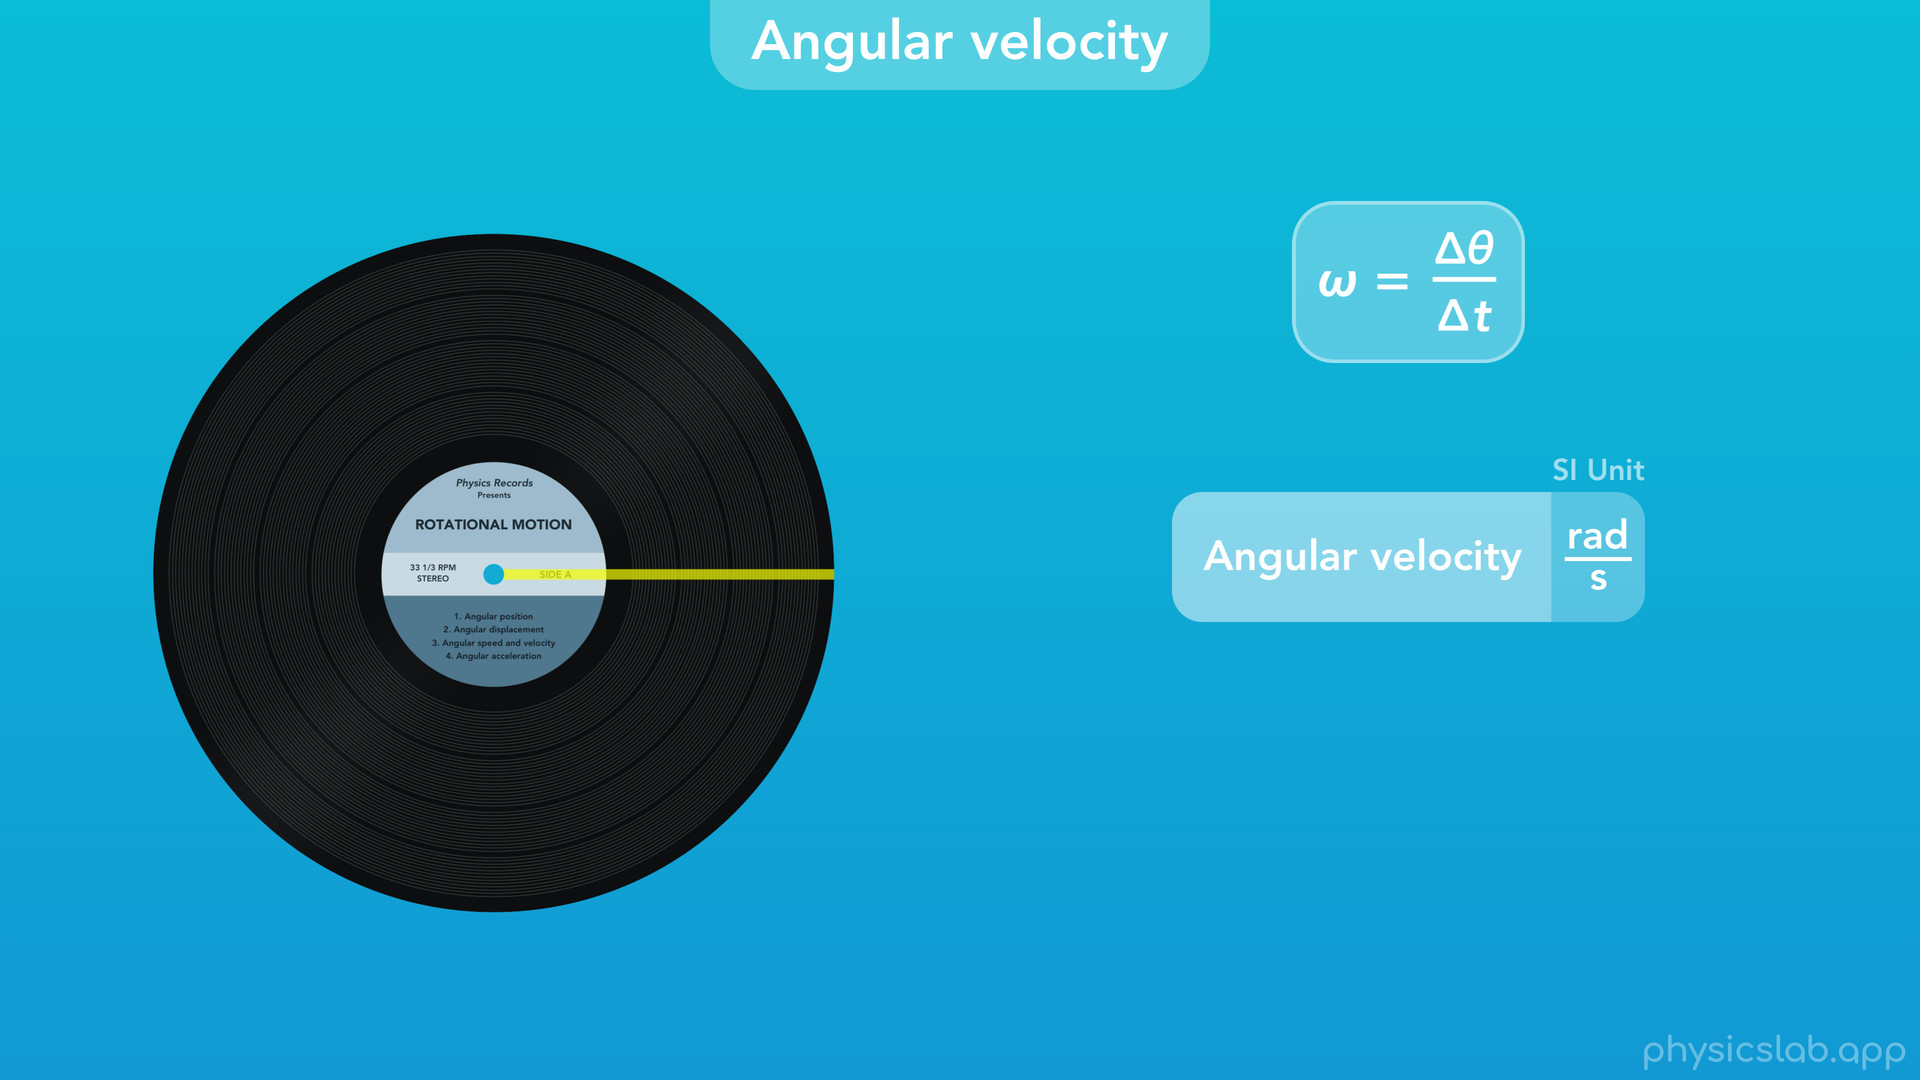 Angular velocity
Physics Records
Presents
ROTATIONAL MOTION
33 1/3 RPM
STEREO
SIDE A
1. Angular position
2. Angular displacement
3. Angular speed and velocity
4. Angular acceleration
ω = Δθ / Δt
SI Unit
Angular velocity rad / s
physicslab.app